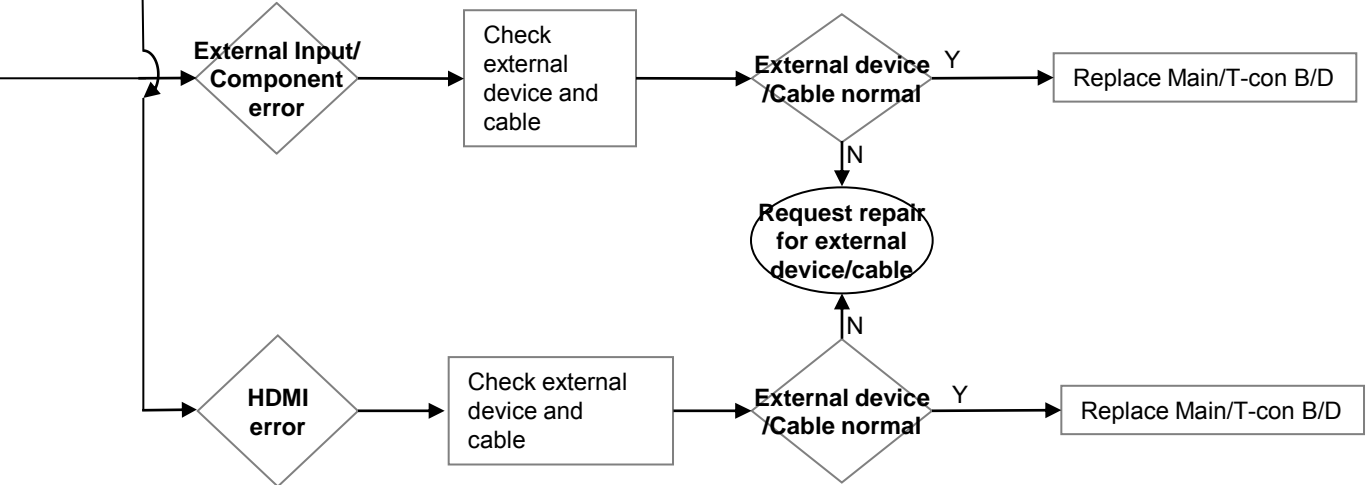 External Input/
Component
error
Check
external
device and
cable
External device
/Cable normal
Y
Replace Main/T-con B/D
N
Request repair
for external
device/cable
N
HDMI
error
Check external
device and
cable
External device
/Cable normal
Y
Replace Main/T-con B/D